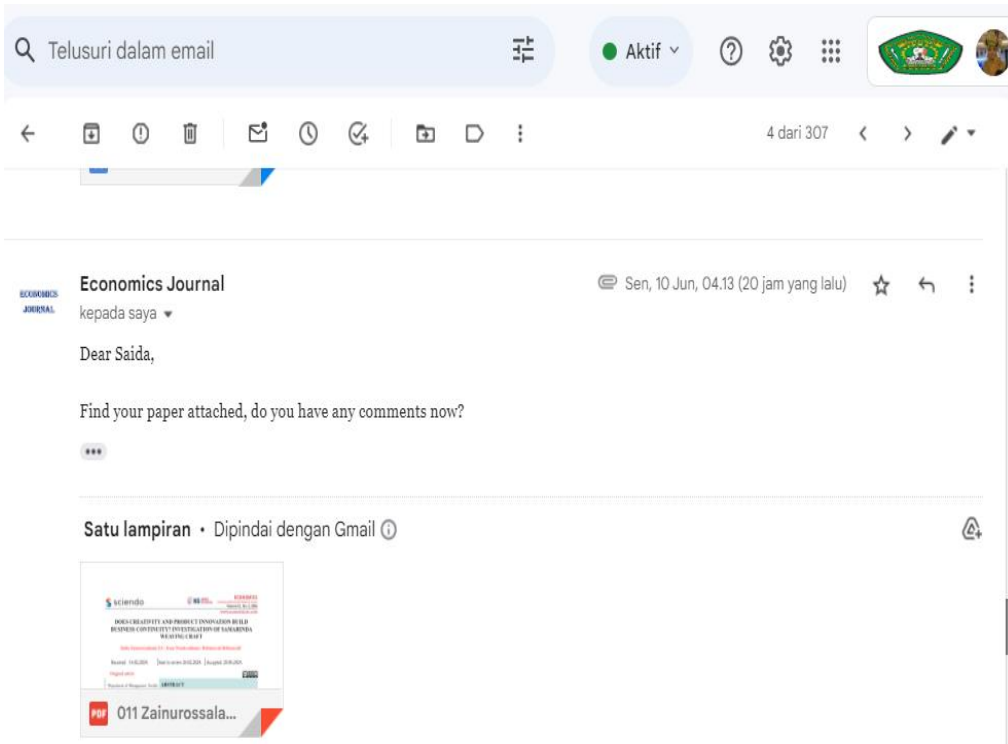 Telusuri dalam email
Aktif
4 dari 307
ECONOMICS
JOURNAL
Economics Journal
Sen, 10 Jun, 04.13 (20 jam yang lalu)
kepada saya
Dear Saida,
Find your paper attached, do you have any comments now?
Satu lampiran • Dipindai dengan Gmail
sciendo
DOES CREATIVITY AND PRODUCT INNOVATION BUILD
BUSINESS CONTINUITY? INVESTIGATION OF SAMARINDA
WEAVING CRAFT
ABSTRACT
PDF
011 Zainurossala...